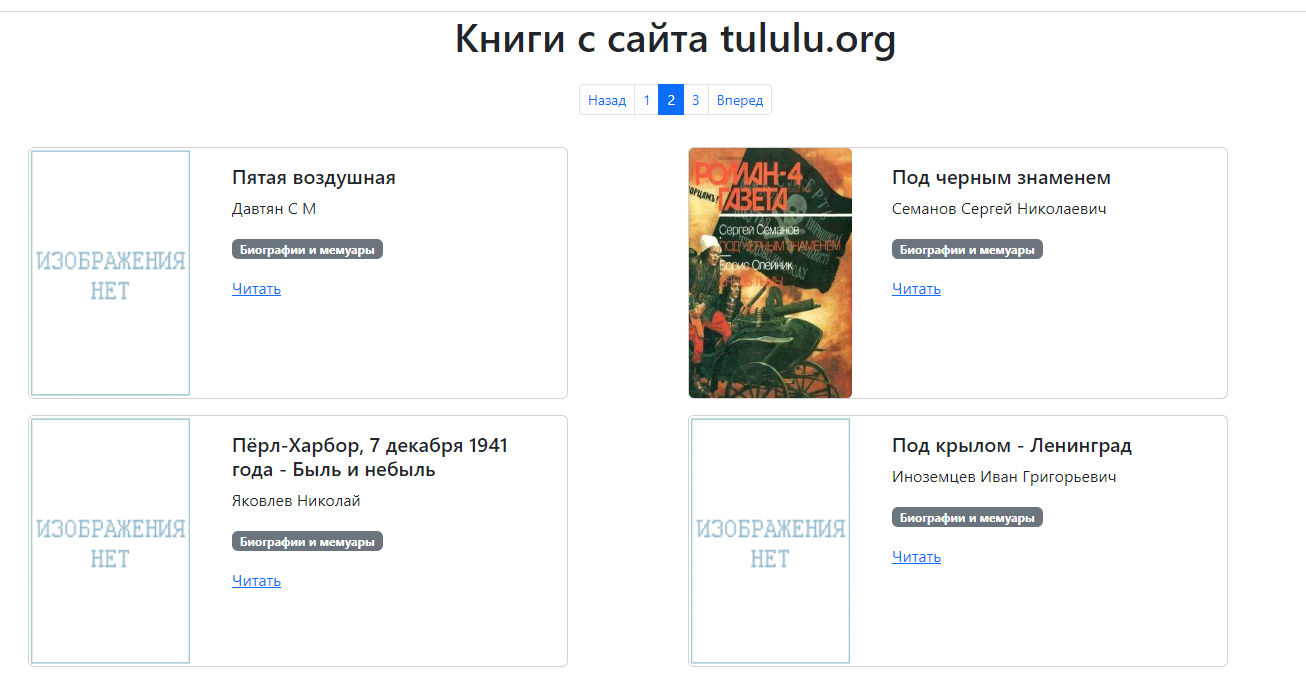 Книги с сайта tululu.org
Назад 1 2 3 Вперед
ИЗОБРАЖЕНИЯ
НЕТ
Пятая воздушная
Давтян С М
Биографии и мемуары
Читать
РОМАН-4
ГАЗЕТА
Сергей Семанов
ПОД ЧЕРНЫМ ЗНАМЕНЕМ
Борис Олейник
Под черным знаменем
Семанов Сергей Николаевич
Биографии и мемуары
Читать
ИЗОБРАЖЕНИЯ
НЕТ
Пёрл-Харбор, 7 декабря 1941
года - Быль и небыль
Яковлев Николай
Биографии и мемуары
Читать
ИЗОБРАЖЕНИЯ
НЕТ
Под крылом - Ленинград
Иноземцев Иван Григорьевич
Биографии и мемуары
Читать